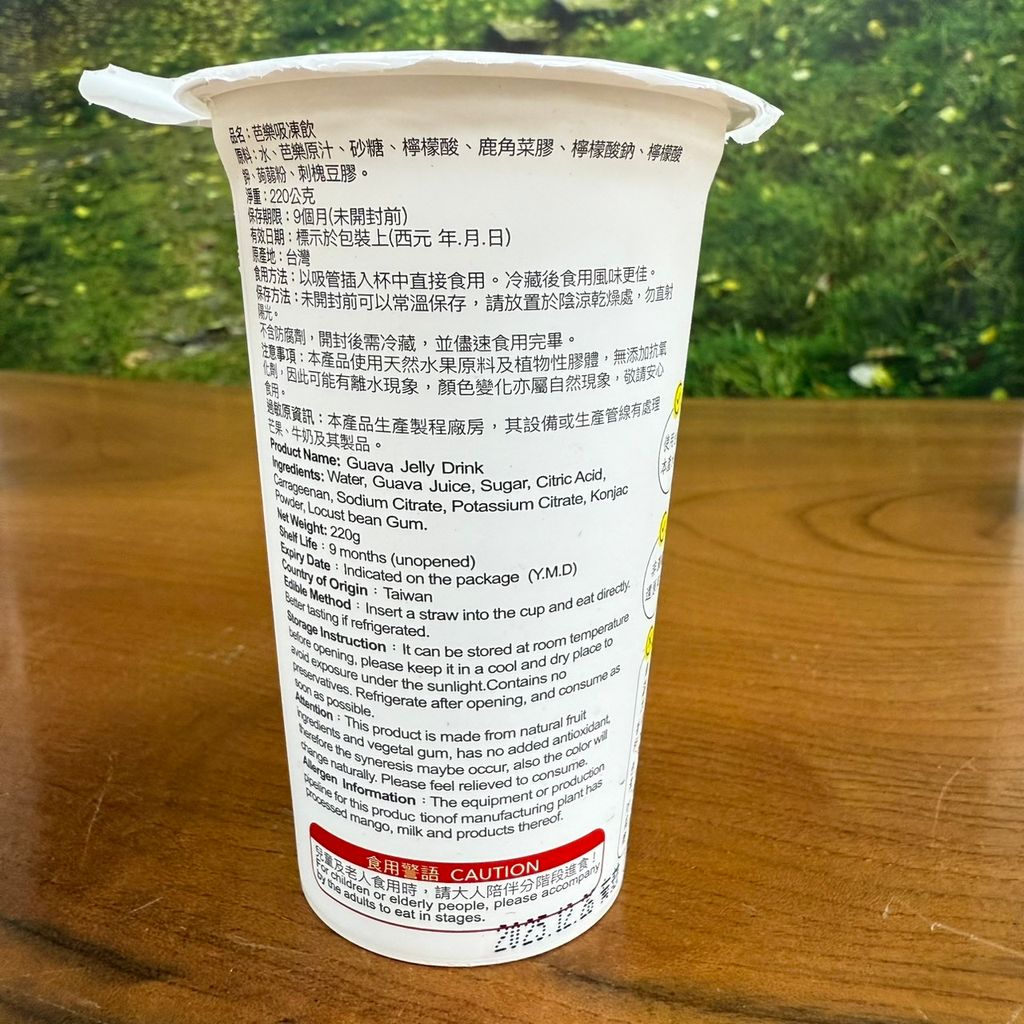 品名：芭樂吸凍飲
原料：水、芭樂原汁、砂糖、檸檬酸、鹿角菜膠、檸檬酸鈉、檸檬酸
鉀、蒟蒻粉、刺槐豆膠。
淨重：220公克
保存期限：9個月(未開封前)
有效日期：標示於包裝上(西元 年.月.日)
原產地：台灣
食用方法：以吸管插入杯中直接食用。冷藏後食用風味更佳。
保存方法：未開封前可以常溫保存，請放置於陰涼乾燥處，勿直射
陽光。
不含防腐劑，開封後需冷藏，並儘速食用完畢。
注意事項：本產品使用天然水果原料及植物性膠體，無添加抗氧
化劑，因此可能有離水現象，顏色變化亦屬自然現象，敬請安心
食用。
過敏原資訊：本產品生產製程廠房，其設備或生產管線有處理
芒果、牛奶及其製品。
Product Name: Guava Jelly Drink
Ingredients: Water, Guava Juice, Sugar, Citric Acid,
Carrageenan, Sodium Citrate, Potassium Citrate, Konjac
Powder, Locust bean Gum.
Net Weight: 220g
Shelf Life：9 months (unopened)
Expiry Date：Indicated on the package (Y.M.D)
Country of Origin：Taiwan
Edible Method：Insert a straw into the cup and eat directly.
Better tasting if refrigerated.
Storage Instruction：It can be stored at room temperature
before opening, please keep it in a cool and dry place to
avoid exposure under the sunlight.Contains no
preservatives. Refrigerate after opening, and consume as
soon as possible.
Attention：This product is made from natural fruit
ingredients and vegetal gum, has no added antioxidant,
therefore the syneresis maybe occur, also the color will
change naturally. Please feel relieved to consume.
Allergen Information：The equipment or production
pipeline for this produc tionof manufacturing plant has
processed mango, milk and products thereof.
食用警語 CAUTION
兒童及老人食用時，請大人陪伴分階段進食！
For children or elderly people, please accompany
by the adults to eat in stages.
2025.12.26